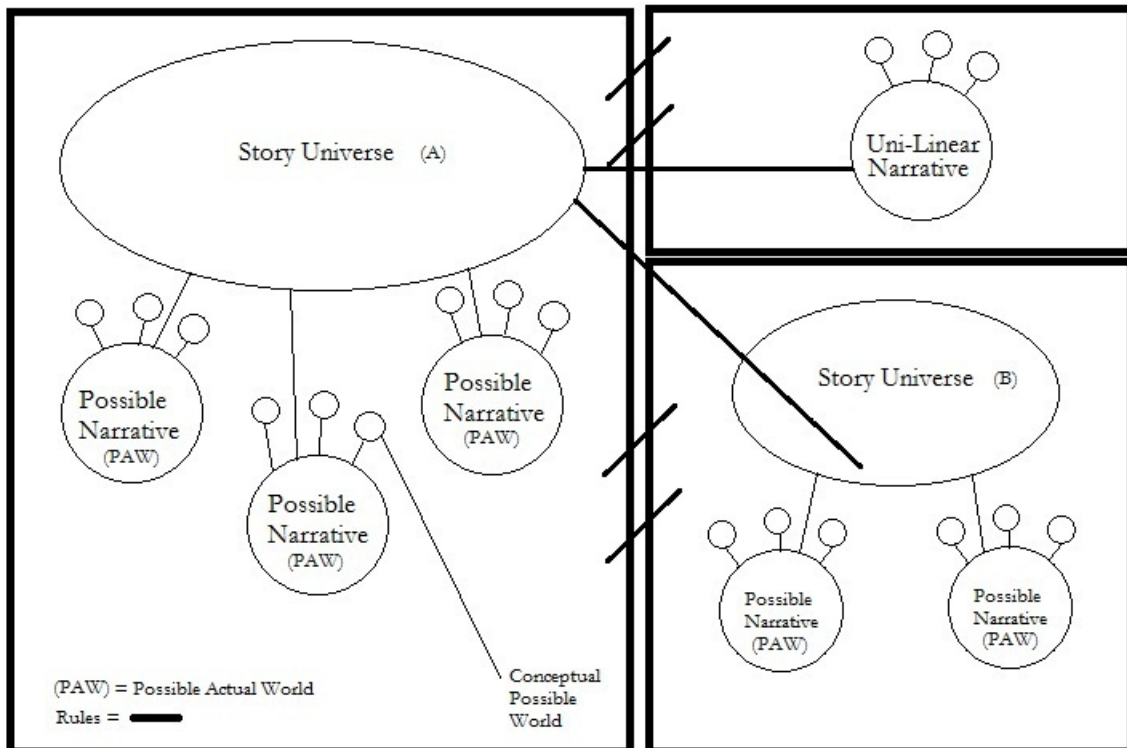 Story Universe (A)
Possible
Narrative
(PAW)
Possible
Narrative
(PAW)
Possible
Narrative
(PAW)
Conceptual
Possible
World
(PAW) = Possible Actual World
Rules =
Uni-Linear
Narrative
Story Universe (B)
Possible
Narrative
(PAW)
Possible
Narrative
(PAW)